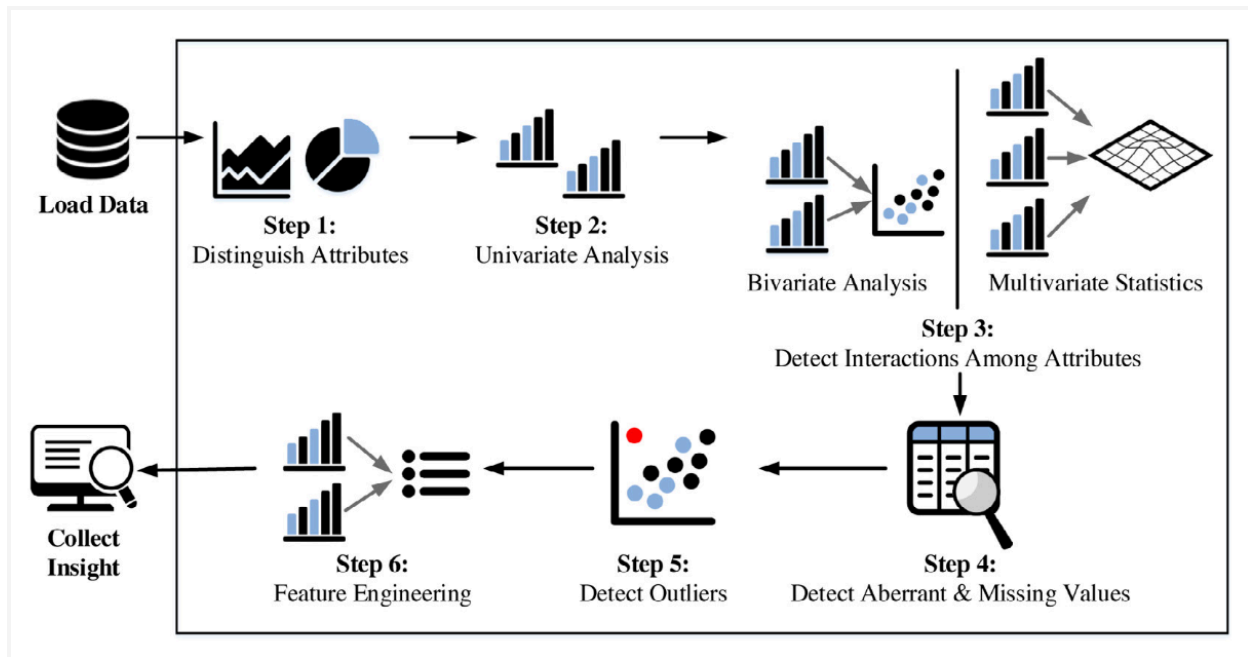 Load Data
Step 1:
Distinguish Attributes
Step 2:
Univariate Analysis
Bivariate Analysis
Multivariate Statistics
Step 3:
Detect Interactions Among Attributes
Step 4:
Detect Aberrant & Missing Values
Step 5:
Detect Outliers
Step 6:
Feature Engineering
Collect
Insight